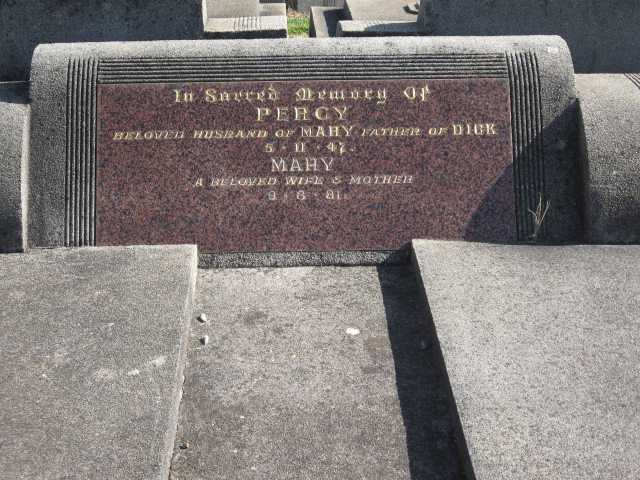 In Sacred Memory Of
PERCY
BELOVED HUSBAND OF MARY, FATHER OF DICK
5 · 11 · 47.
MARY
A BELOVED WIFE & MOTHER
9 · 6 · 81.